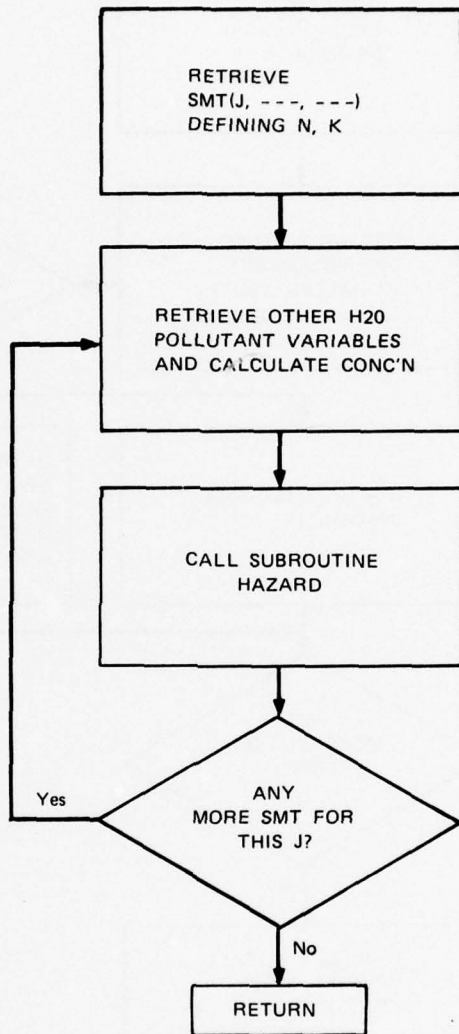 RETRIEVE
SMT(J, ---, ---)
DEFINING N, K
RETRIEVE OTHER H20
POLLUTANT VARIABLES
AND CALCULATE CONC'N
CALL SUBROUTINE
HAZARD
ANY
MORE SMT FOR
THIS J?
Yes
No
RETURN